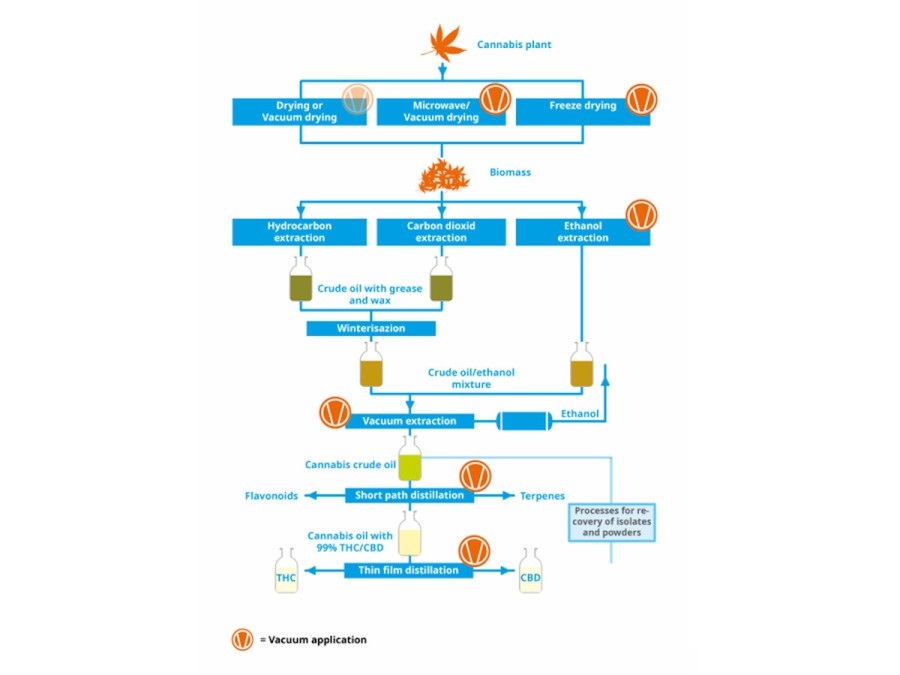 Cannabis plant
Drying or
Vacuum drying
Microwave/
Vacuum drying
Freeze drying
Biomass
Hydrocarbon
extraction
Carbon dioxid
extraction
Ethanol
extraction
Crude oil with grease
and wax
Winterisazion
Crude oil/ethanol
mixture
Vacuum extraction
Ethanol
Cannabis crude oil
Flavonoids
Short path distillation
Terpenes
Processes for re-
covery of isolates
and powders
Cannabis oil with
99% THC/CBD
THC
Thin film distillation
CBD
= Vacuum application